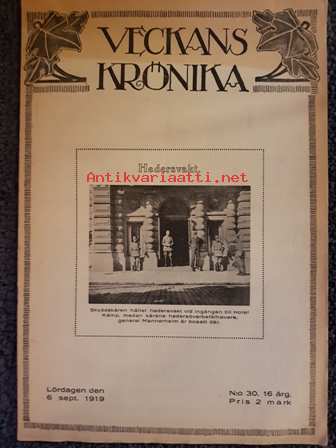 VECKANS
KRÖNIKA
Hedersvakt.
Antikvariaatti.net
Skyddskåren håller hedersvakt vid ingången till Hotel
Kämp, medan kårens hedersöverbefälhavare,
general Mannerheim är bosatt där.
Lördagen den
6 sept. 1919
N:o 30. 16 årg.
Pris 2 mark